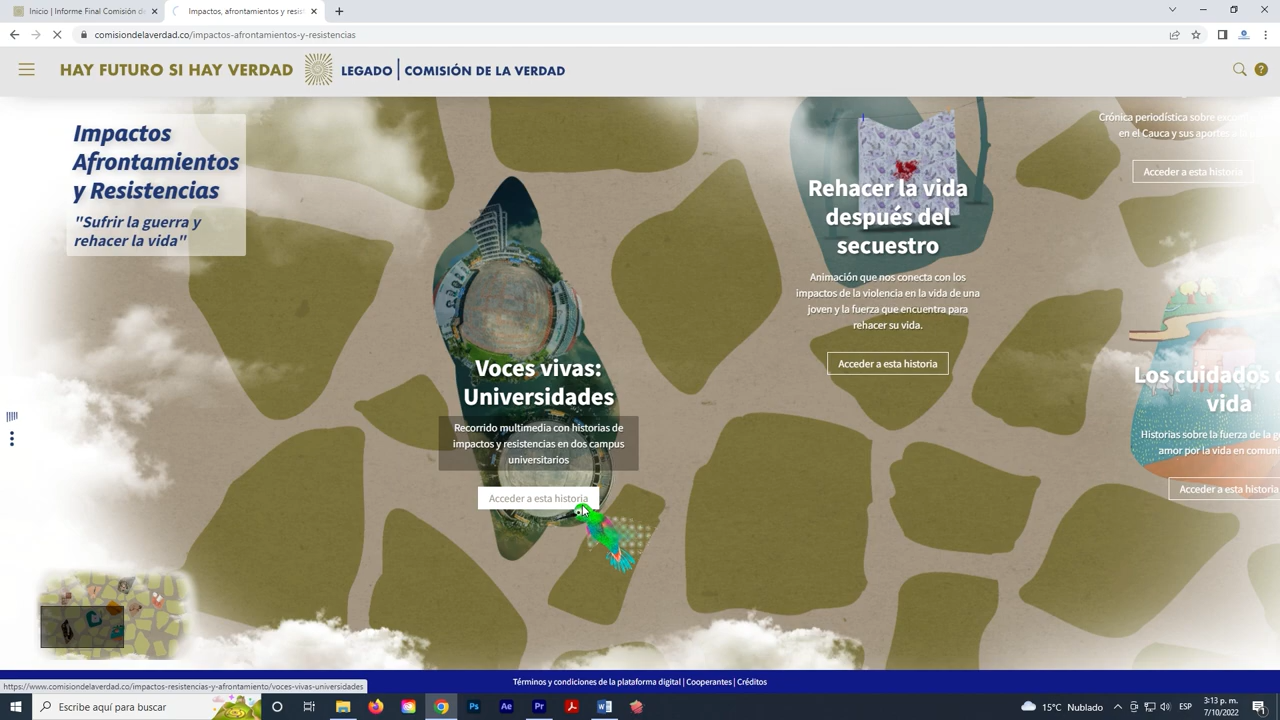 Inicio | Informe Final Comisión de
Impactos, afrontamientos y resis
comisiondelaverdad.co/impactos-afrontamientos-y-resistencias
HAY FUTURO SI HAY VERDAD
LEGADO | COMISIÓN DE LA VERDAD
Impactos
Afrontamientos
y Resistencias
"Sufrir la guerra y
rehacer la vida"
Voces vivas:
Universidades
Recorrido multimedia con historias de
impactos y resistencias en dos campus
universitarios
Acceder a esta historia
Rehacer la vida
después del
secuestro
Animación que nos conecta con los
impactos de la violencia en la vida de una
joven y la fuerza que encuentra para
rehacer su vida.
Acceder a esta historia
Crónica periodística sobre
en el Cauca y sus
Acceder a esta historia
Los cuidados
vida
Historias sobre la fuerza de la
amor por la vida en
Acceder a esta historia
Términos y condiciones de la plataforma digital | Cooperantes | Créditos
https://www.comisiondelaverdad.co/impactos-resistencias-y-afrontamiento/voces-vivas-universidades
Escribe aquí para buscar
Ps
Ae
Pr
15°C Nublado
ESP
3:13 p. m.
7/10/2022
1